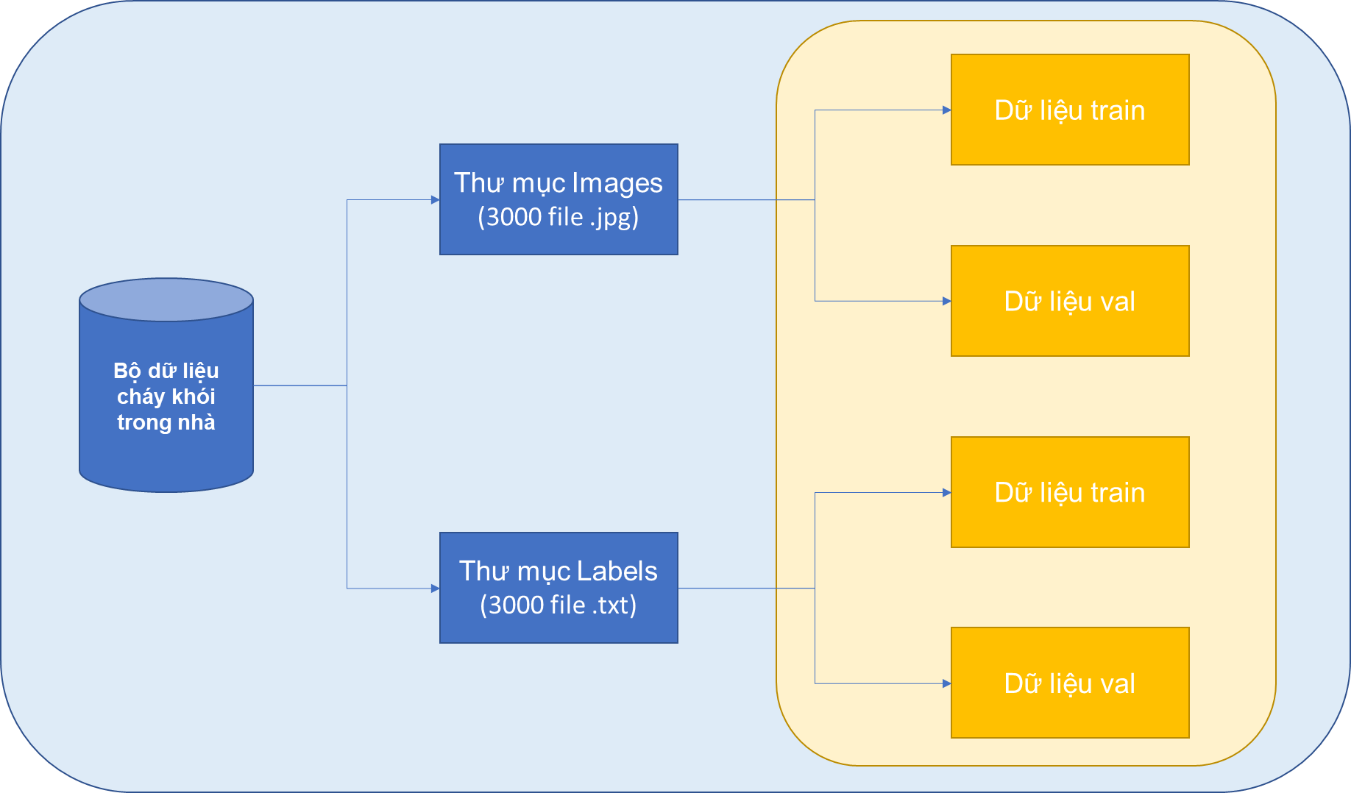 Bộ dữ liệu
cháy khói
trong nhà
Thư mục Images
(3000 file .jpg)
Thư mục Labels
(3000 file .txt)
Dữ liệu train
Dữ liệu val
Dữ liệu train
Dữ liệu val